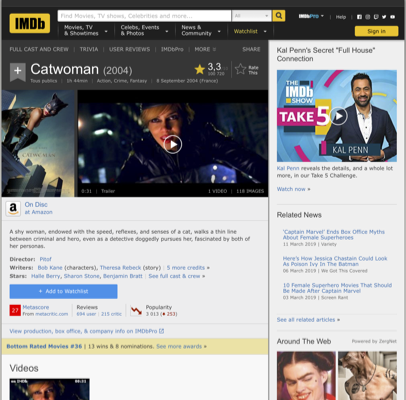 IMDb
Find Movies, TV shows, Celebrities and more...
All
IMDbPro
Help
Movies, TV & Showtimes
Celebs, Events & Photos
News & Community
Watchlist
Sign in
FULL CAST AND CREW | TRIVIA | USER REVIEWS | IMDbPro | MORE
SHARE
Catwoman (2004)
3,3
Rate This
Tous publics | 1h 44min | Action, Crime, Fantasy | 8 September 2004 (France)
CATWOMAN
0:31 | Trailer
1 VIDEO | 118 IMAGES
On Disc
at Amazon
A shy woman, endowed with the speed, reflexes, and senses of a cat, walks a thin line
between criminal and hero, even as a detective doggedly pursues her, fascinated by both of
her personas.
Director: Pitof
Writers: Bob Kane (characters), Theresa Rebeck (story) | 5 more credits »
Stars: Halle Berry, Sharon Stone, Benjamin Bratt | See full cast & crew »
+ Add to Watchlist
27
Metascore
From metacritic.com
Reviews
694 user | 215 critic
Popularity
3 013 (253)
View production, box office, & company info on IMDbPro
Bottom Rated Movies #36 | 13 wins & 8 nominations. See more awards »
Videos
00:31
Kal Penn's Secret "Full House"
Connection
THE IMDb SHOW
TAKE 5
KAL PENN
Kal Penn reveals the details, and a whole lot
more, in our Take 5 Challenge.
Watch now »
Related News
'Captain Marvel' Ends Box Office Myths
About Female Superheroes
11 March 2019 | Variety
Here's How Jessica Chastain Could Look
As Poison Ivy In The Batman
06 March 2019 | We Got This Covered
10 Female Superhero Movies That Should
Be Made After Captain Marvel
03 March 2019 | Screen Rant
See all related articles »
Around The Web
Powered by ZergNet